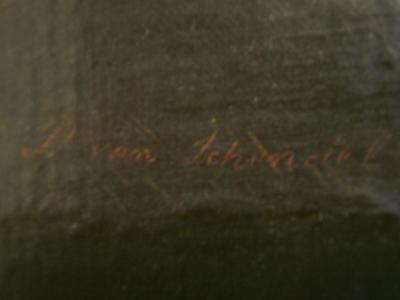 P. van Schendel